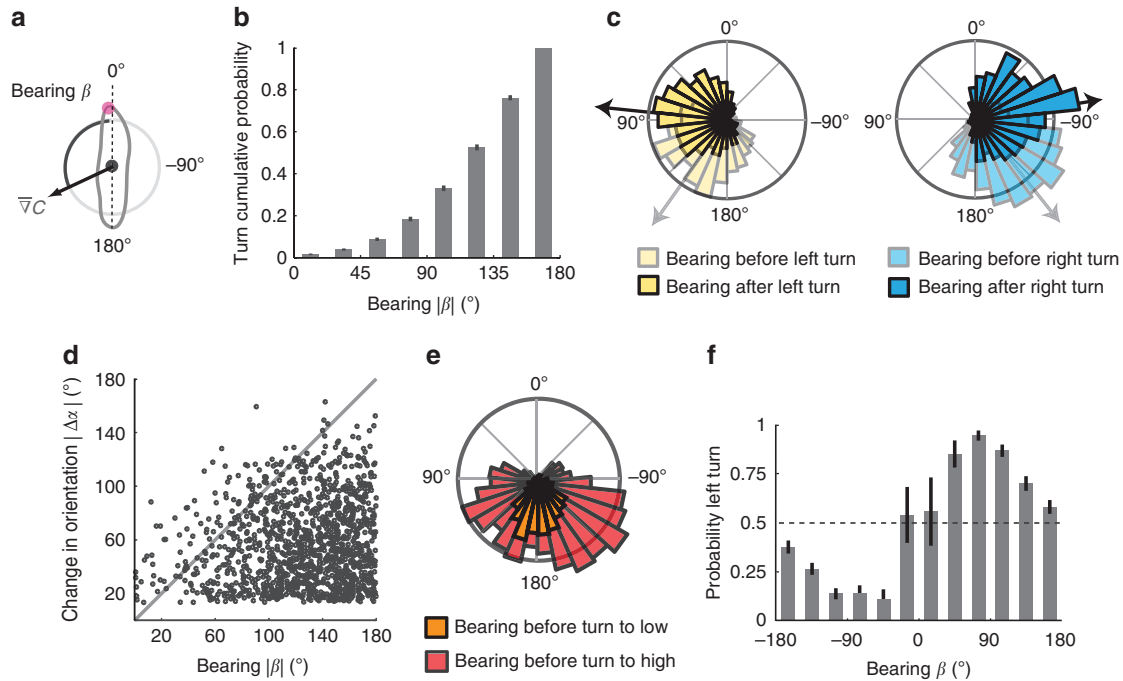 a
0°
Bearing β
–90°
∇̅C
180°
b
Turn cumulative probability
1
0.8
0.6
0.4
0.2
0
0
45
90
135
180
Bearing |β| (°)
c
0°
90°
–90°
180°
Bearing before left turn
Bearing after left turn
0°
90°
–90°
180°
Bearing before right turn
Bearing after right turn
d
Change in orientation |Δα| (°)
180
140
100
60
20
20
60
100
140
180
Bearing |β| (°)
e
0°
90°
–90°
180°
Bearing before turn to low
Bearing before turn to high
f
Probability left turn
1
0.75
0.5
0.25
0
–180
–90
0
90
180
Bearing β (°)